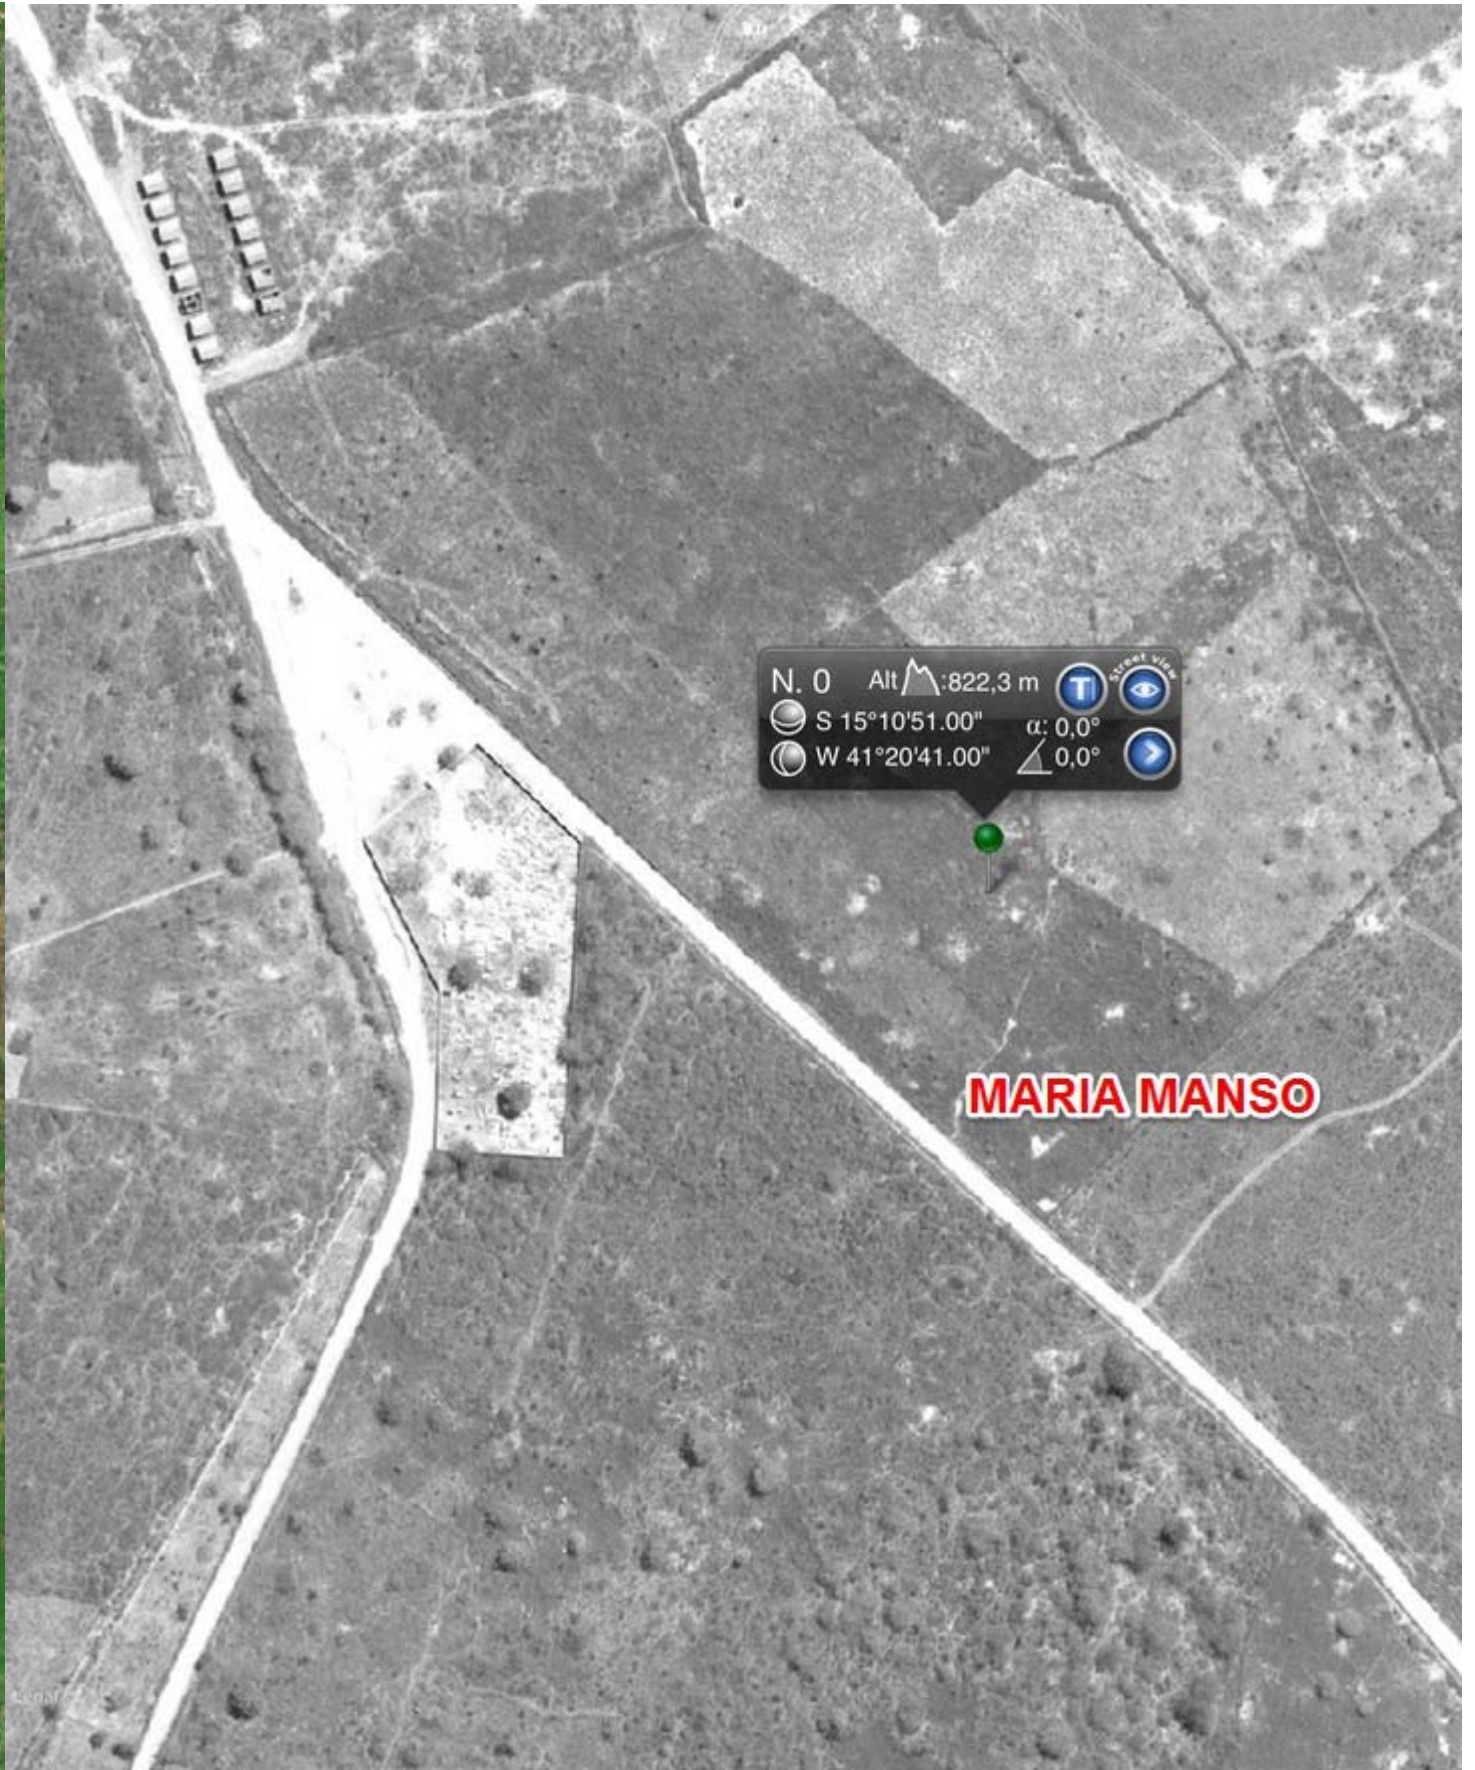 N. 0 Alt :822,3 m T Street view
S 15°10'51.00" α: 0,0°
W 41°20'41.00" 0,0°
MARIA MANSO